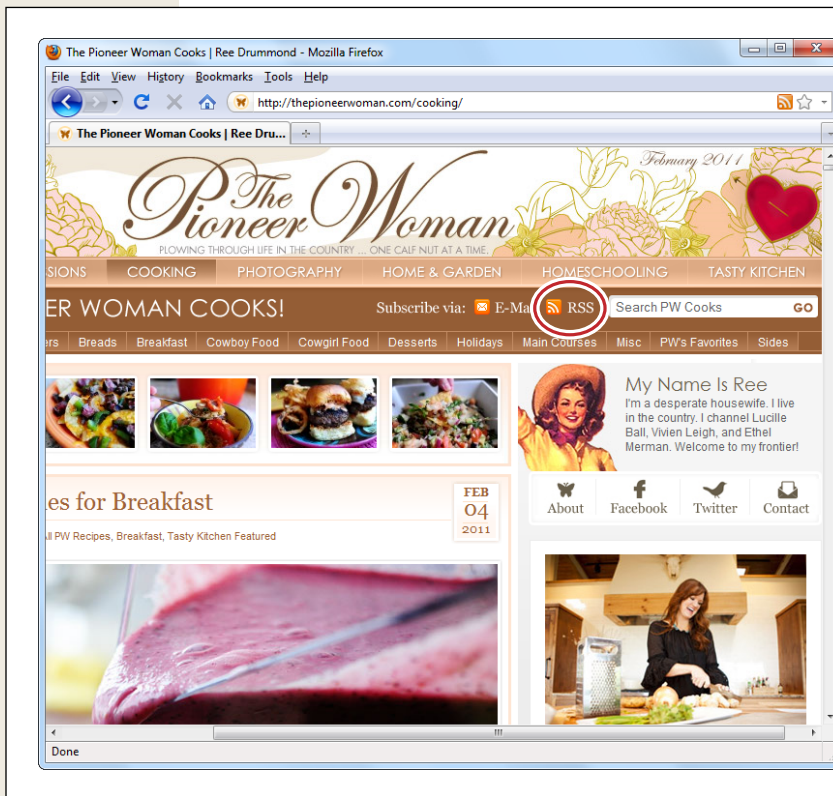 The Pioneer Woman Cooks | Ree Drummond - Mozilla Firefox
File Edit View History Bookmarks Tools Help
http://thepioneerwoman.com/cooking/
The Pioneer Woman Cooks | Ree Dru...
February 2011
The Pioneer Woman
PLOWING THROUGH LIFE IN THE COUNTRY ... ONE CALF NUT AT A TIME.
SSIONS COOKING PHOTOGRAPHY HOME & GARDEN HOMESCHOOLING TASTY KITCHEN
ER WOMAN COOKS! Subscribe via: E-Ma RSS Search PW Cooks GO
ers Breads Breakfast Cowboy Food Cowgirl Food Desserts Holidays Main Courses Misc PW's Favorites Sides
My Name Is Ree
I'm a desperate housewife. I live
in the country. I channel Lucille
Ball, Vivien Leigh, and Ethel
Merman. Welcome to my frontier!
About Facebook Twitter Contact
es for Breakfast
FEB
04
2011
ll PW Recipes, Breakfast, Tasty Kitchen Featured
Done